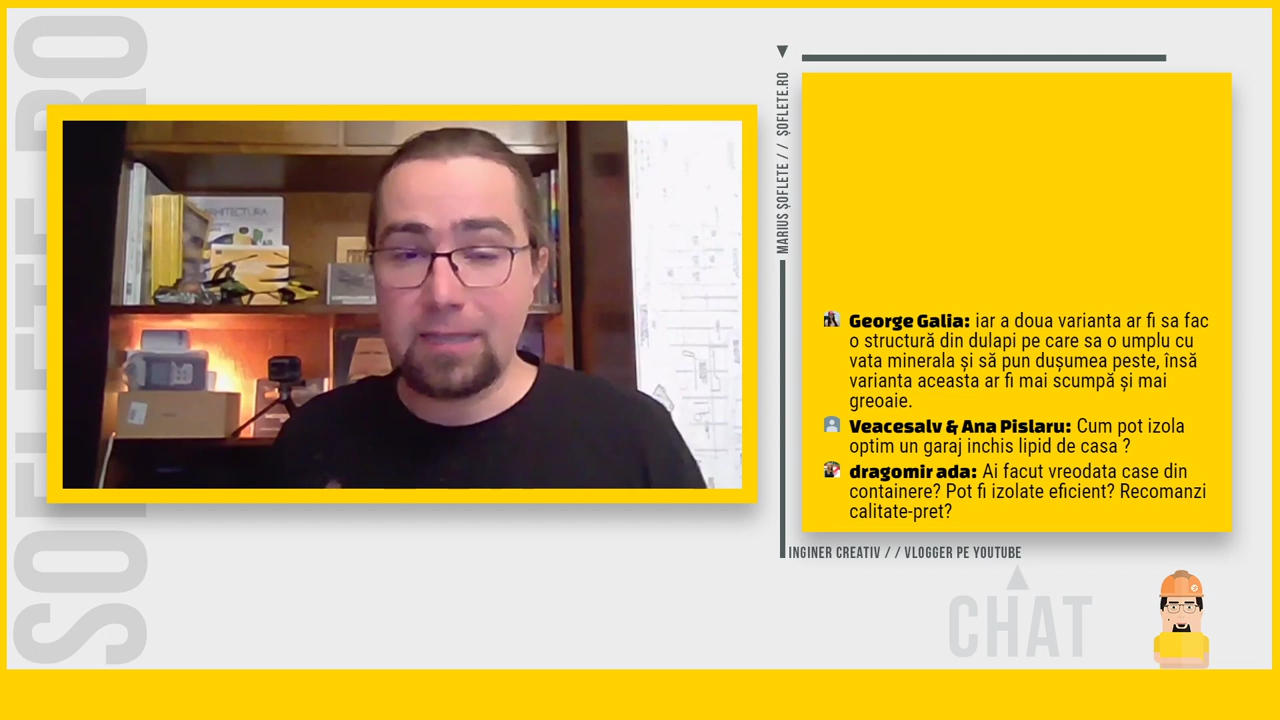 SOFLETE.RO
ARHITECTURA
MARIUS ȘOFLETE // ȘOFLETE.RO
George Galia: iar a doua varianta ar fi sa fac
o structură din dulapi pe care sa o umplu cu
vata minerala și să pun dușumea peste, însă
varianta aceasta ar fi mai scumpă și mai
greoaie.
Veacesalv & Ana Pislaru: Cum pot izola
optim un garaj inchis lipid de casa ?
dragomir ada: Ai facut vreodata case din
containere? Pot fi izolate eficient? Recomanzi
calitate-pret?
INGINER CREATIV // VLOGGER PE YOUTUBE
CHAT